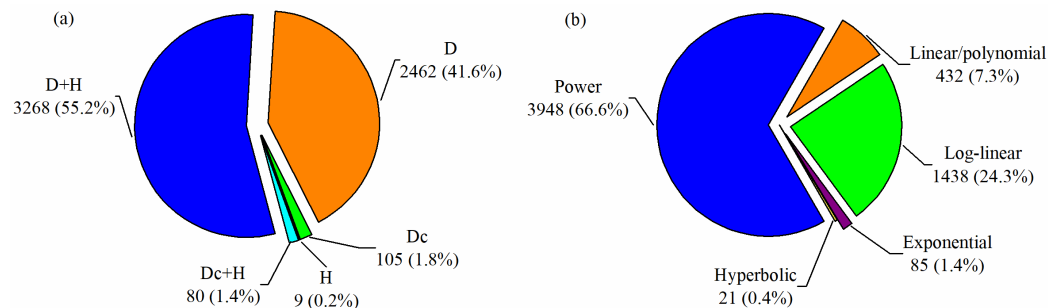 (a)
D
2462 (41.6%)
D+H
3268 (55.2%)
Dc
105 (1.8%)
H
9 (0.2%)
Dc+H
80 (1.4%)
(b)
Linear/polynomial
432 (7.3%)
Power
3948 (66.6%)
Log-linear
1438 (24.3%)
Exponential
85 (1.4%)
Hyperbolic
21 (0.4%)